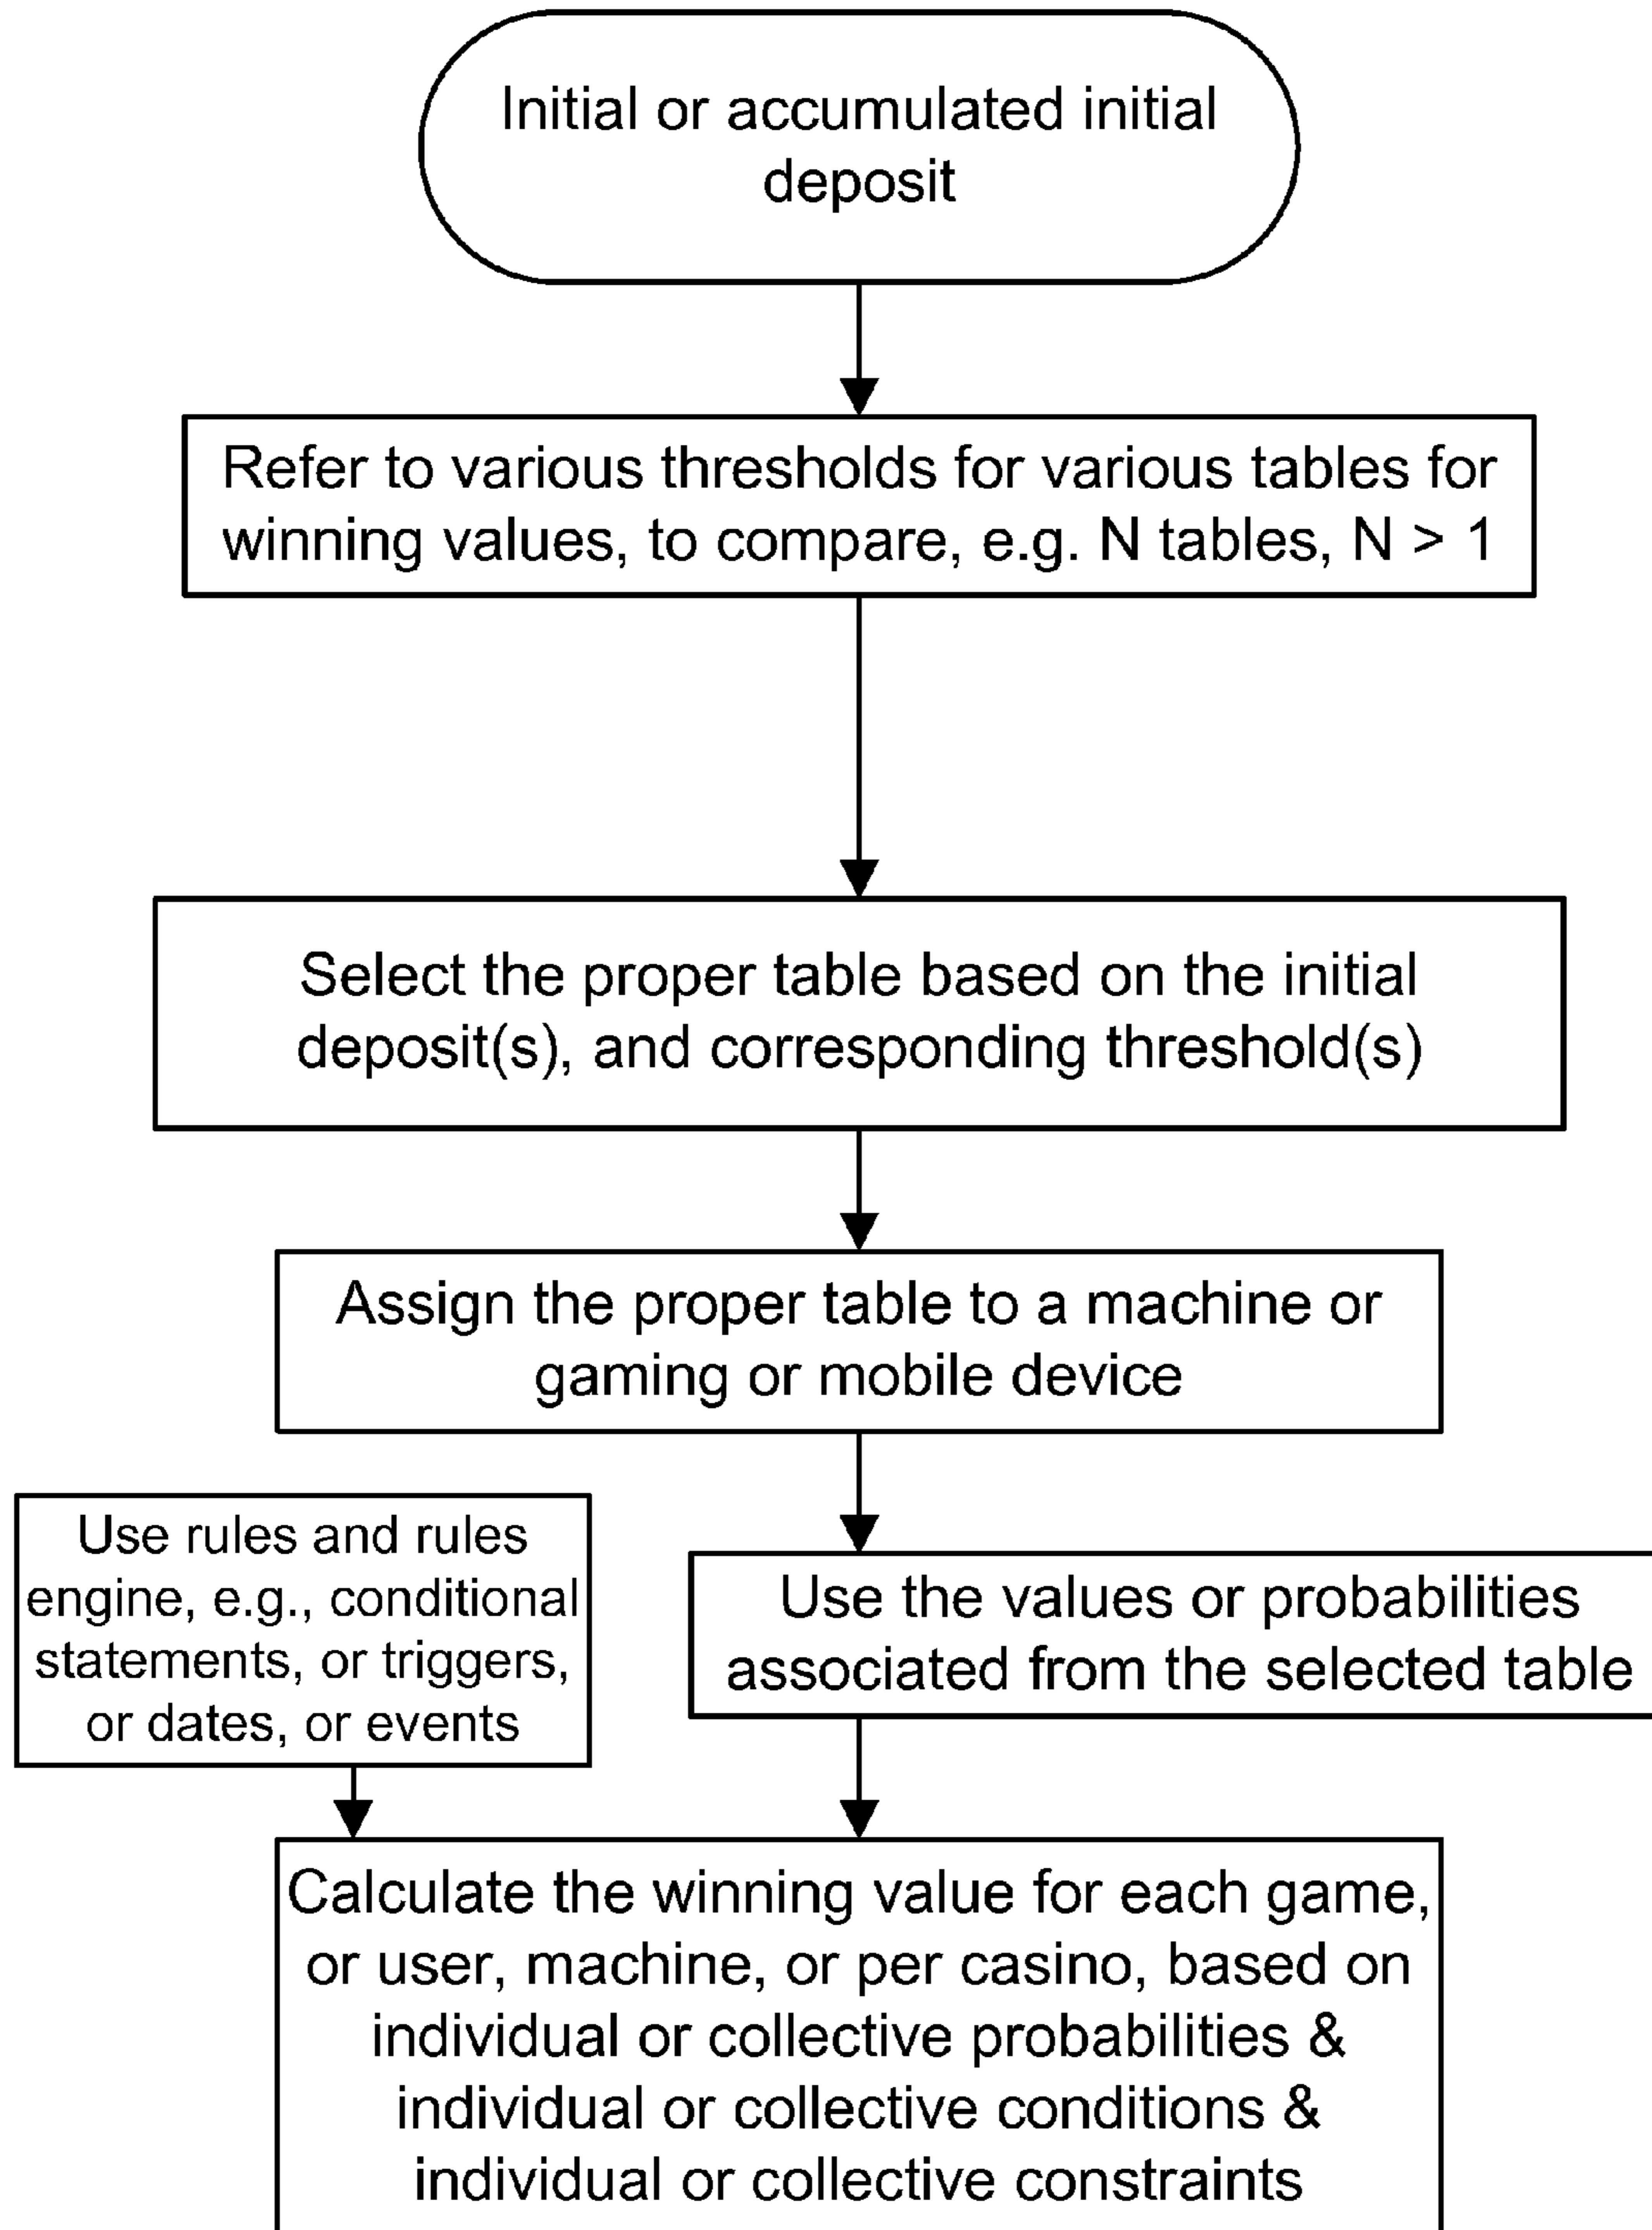 Initial or accumulated initial
deposit
Refer to various thresholds for various tables for
winning values, to compare, e.g. N tables, N > 1
Select the proper table based on the initial
deposit(s), and corresponding threshold(s)
Assign the proper table to a machine or
gaming or mobile device
Use rules and rules
engine, e.g., conditional
statements, or triggers,
or dates, or events
Use the values or probabilities
associated from the selected table
Calculate the winning value for each game,
or user, machine, or per casino, based on
individual or collective probabilities &
individual or collective conditions &
individual or collective constraints